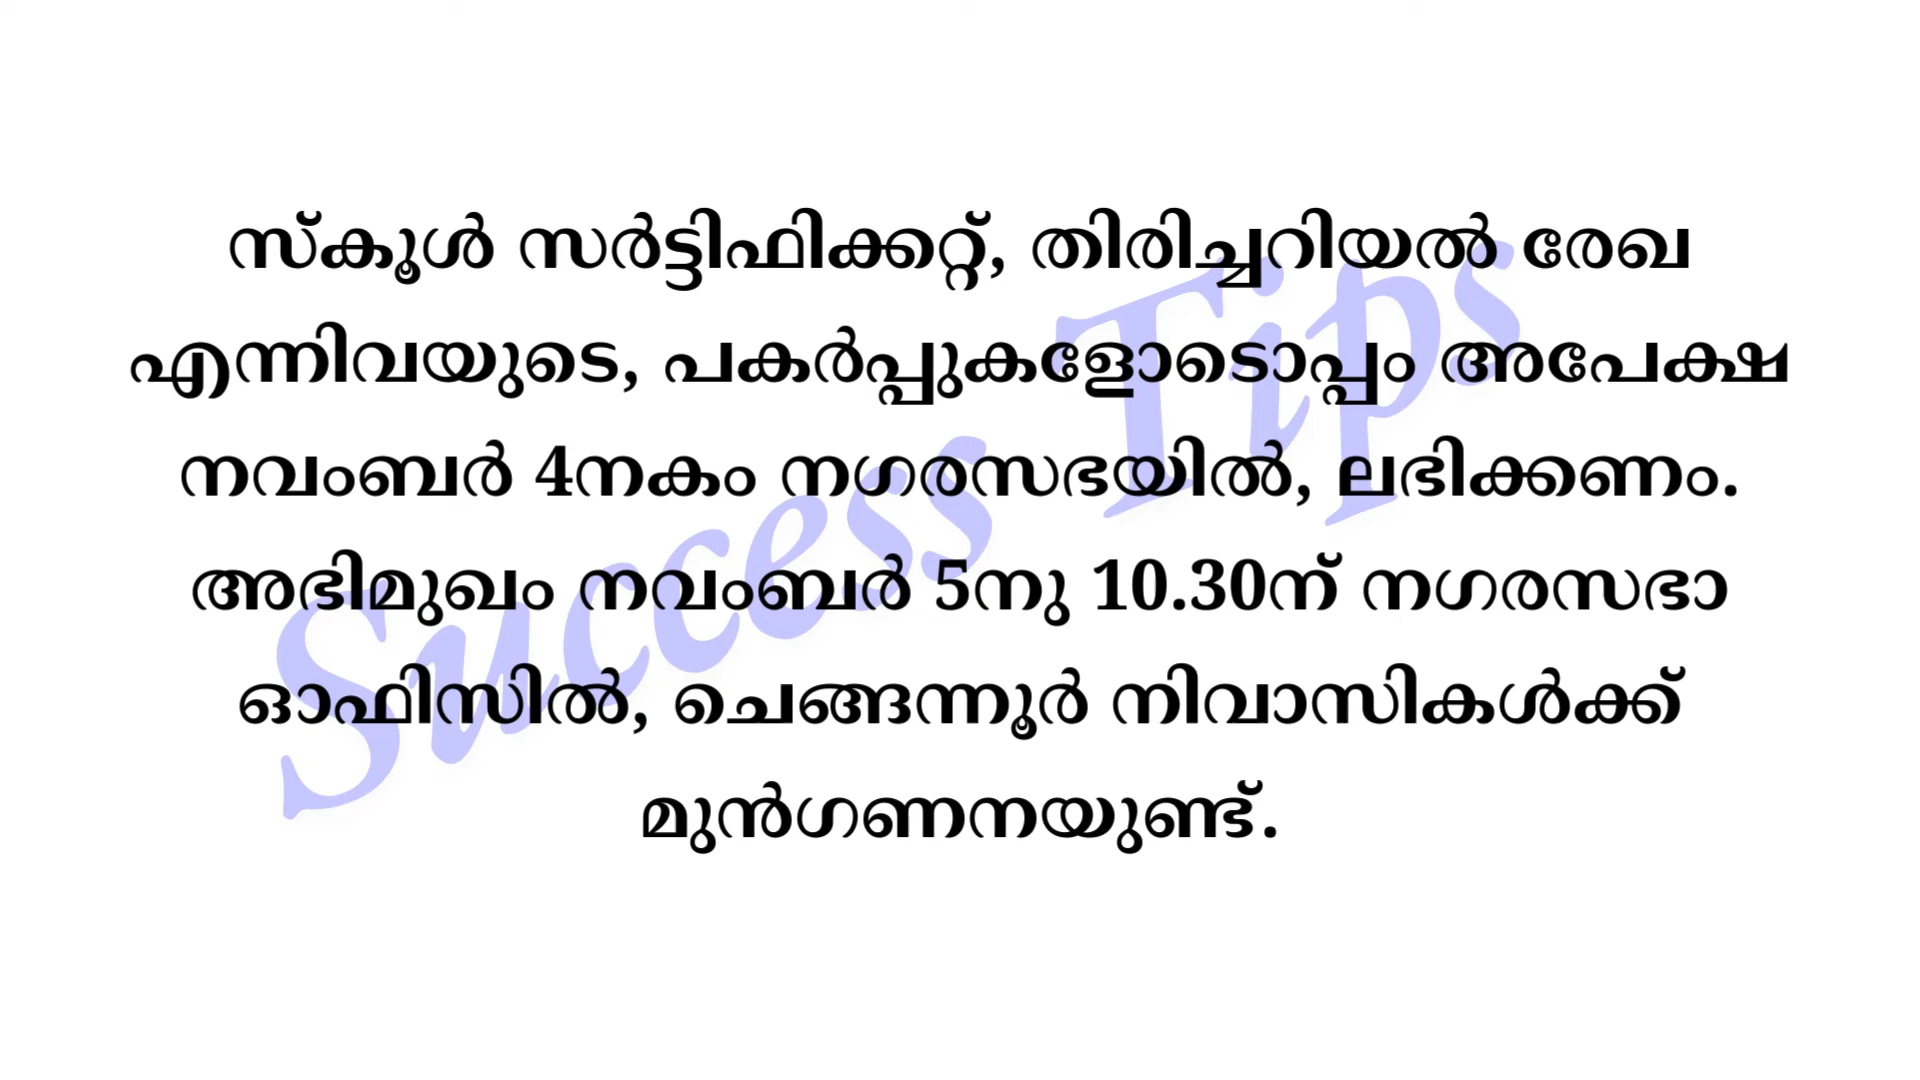 സ്കൂൾ സർട്ടിഫിക്കറ്റ്, തിരിച്ചറിയൽ രേഖ
എന്നിവയുടെ, പകർപ്പുകളോടൊപ്പം അപേക്ഷ
നവംബർ 4നകം നഗരസഭയിൽ, ലഭിക്കണം.
അഭിമുഖം നവംബർ 5നു 10.30ന് നഗരസഭാ
ഓഫിസിൽ, ചെങ്ങന്നൂർ നിവാസികൾക്ക്
മുൻഗണനയുണ്ട്.
Success Tips